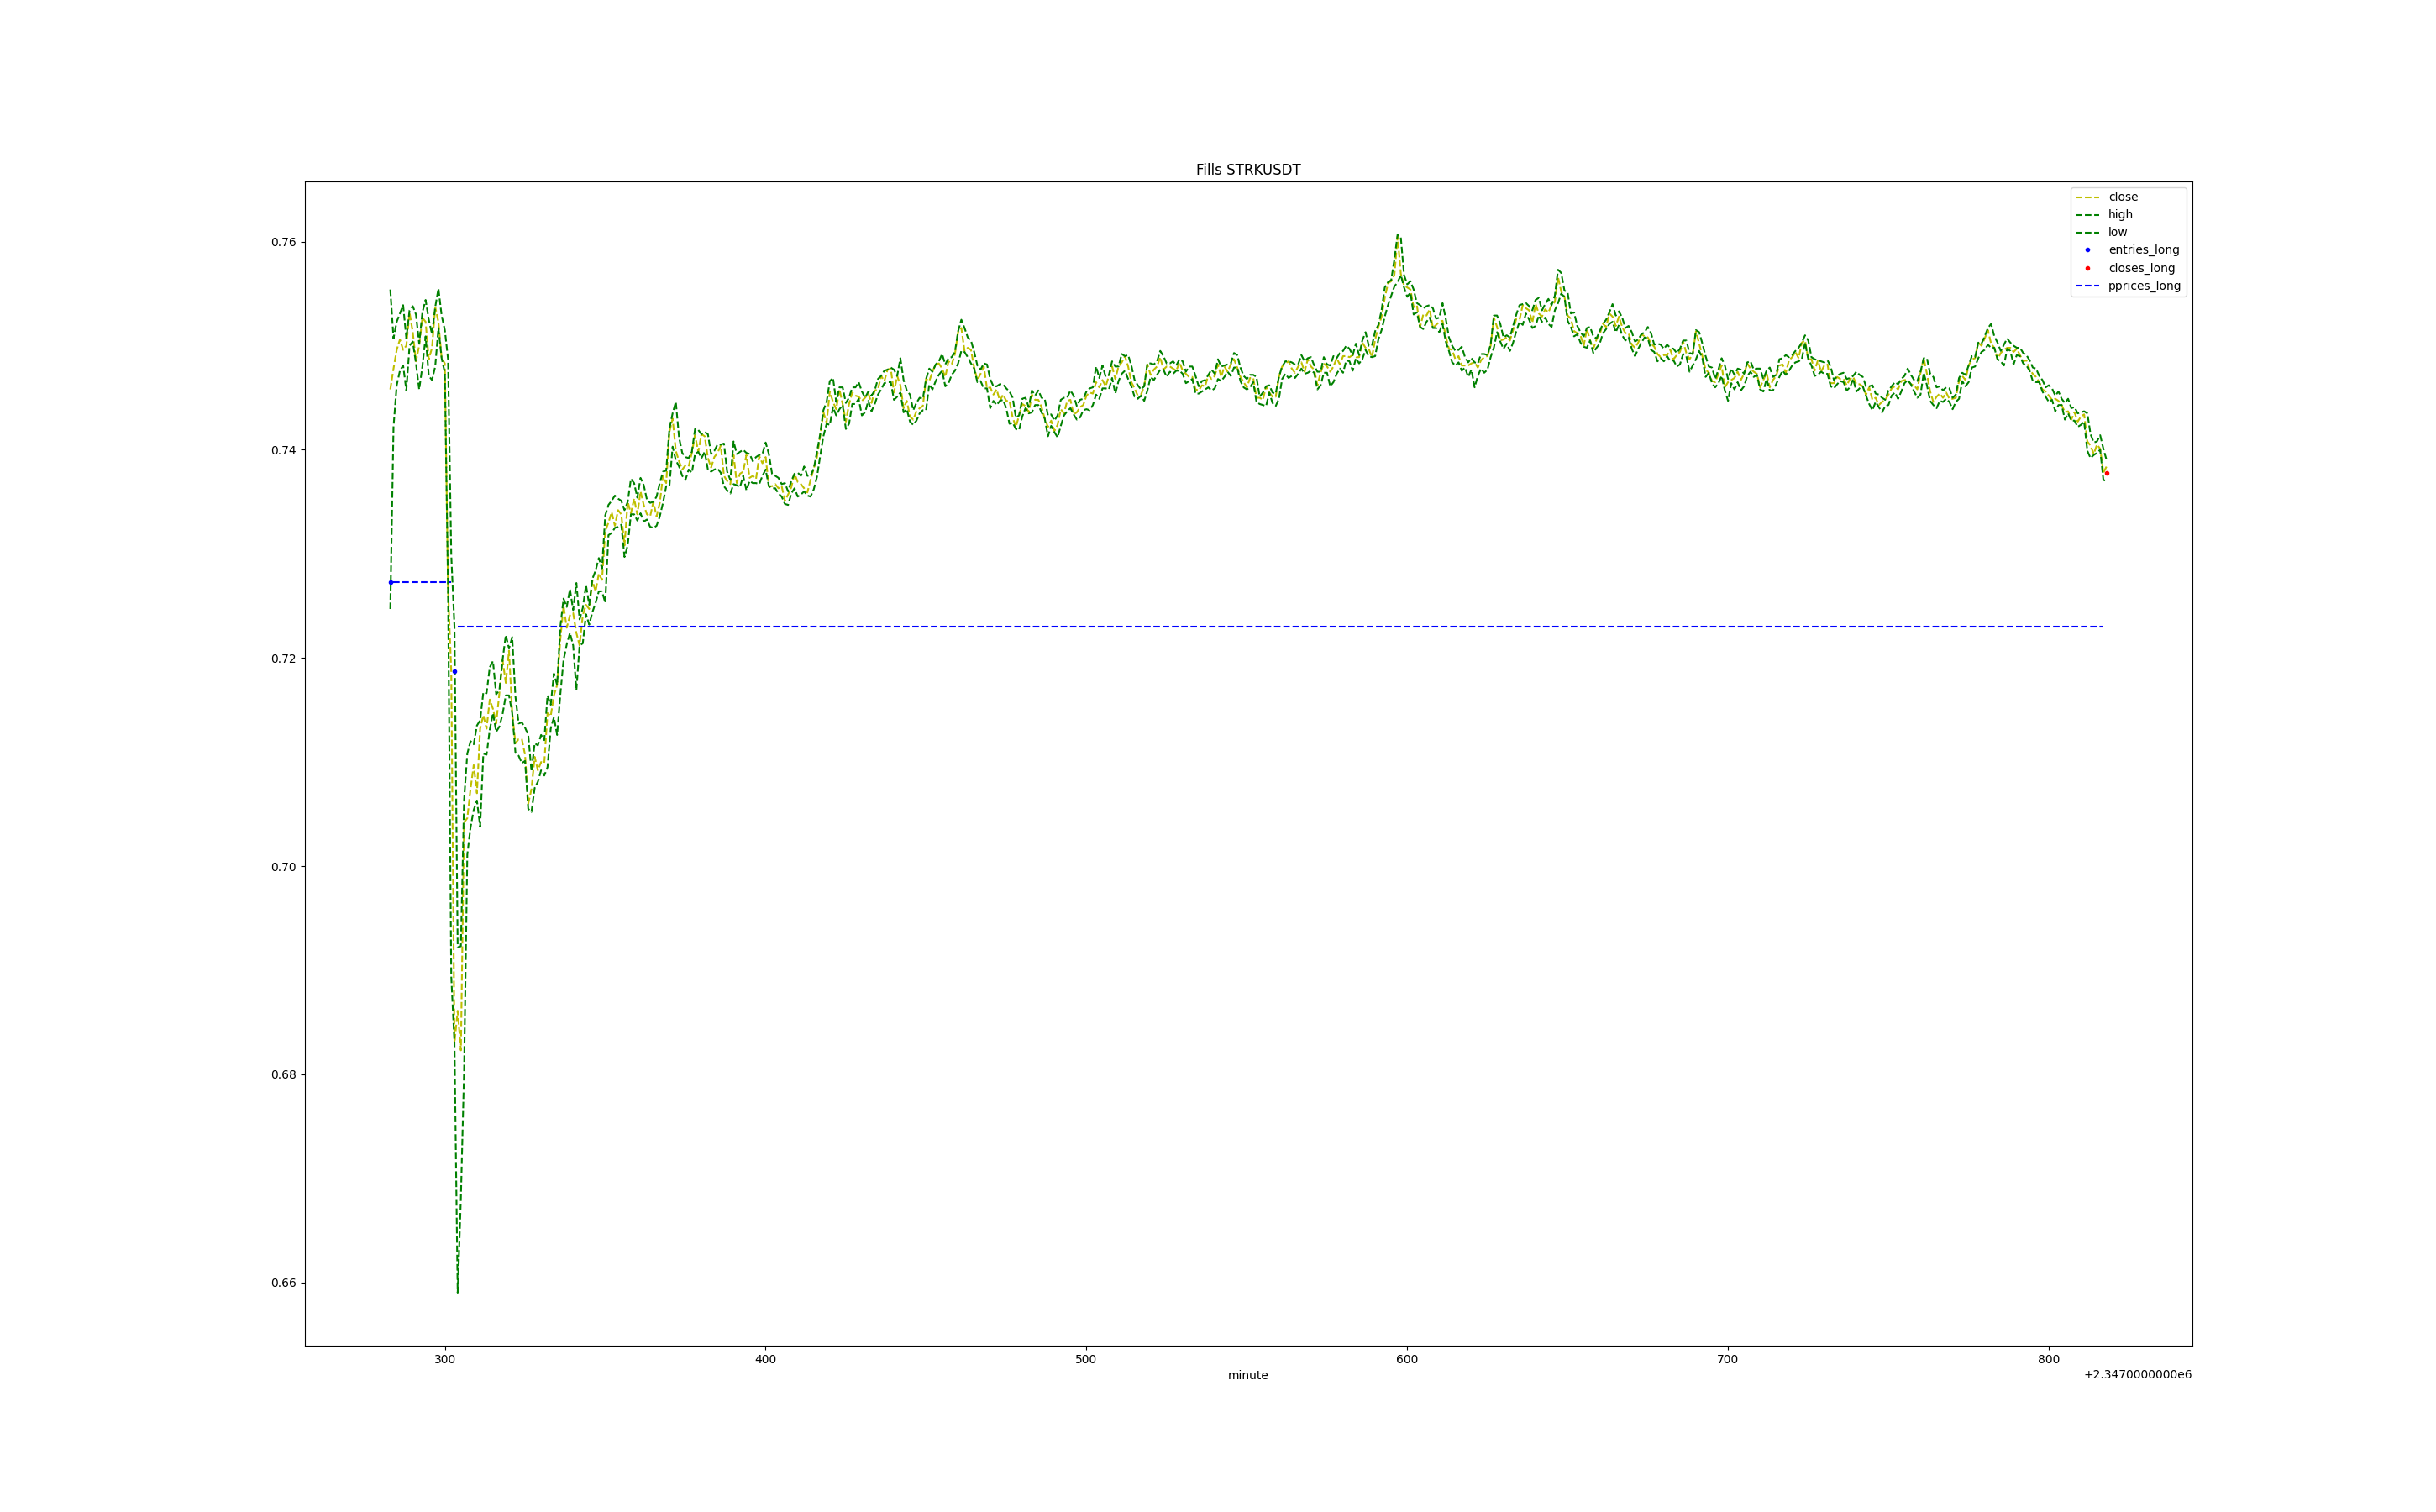 Fills STRKUSDT
close
high
low
entries_long
closes_long
pprices_long
0.76
0.74
0.72
0.70
0.68
0.66
300 400 500 600 700 800
minute
+2.3470000000e6